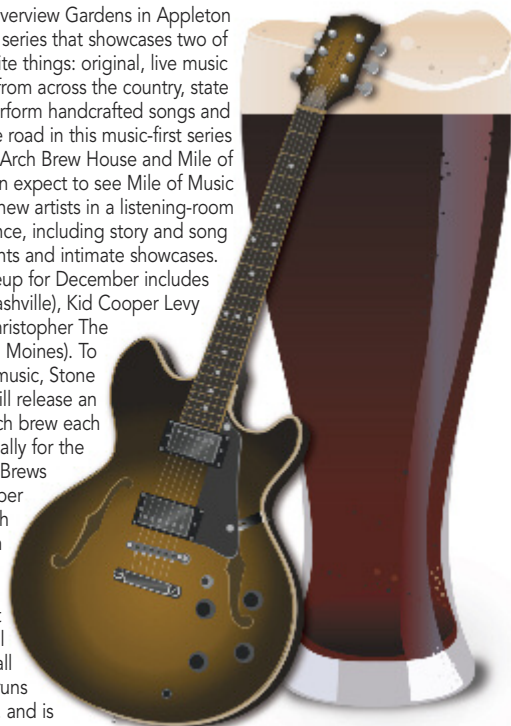 verview Gardens in Appleton
series that showcases two of
ite things: original, live music
from across the country, state
rform handcrafted songs and
e road in this music-first series
Arch Brew House and Mile of
n expect to see Mile of Music
new artists in a listening-room
nce, including story and song
nts and intimate showcases.
eup for December includes
ashville), Kid Cooper Levy
ristopher The
Moines). To
music, Stone
ill release an
ch brew each
ally for the
Brews
per
h
l
all
uns
and is